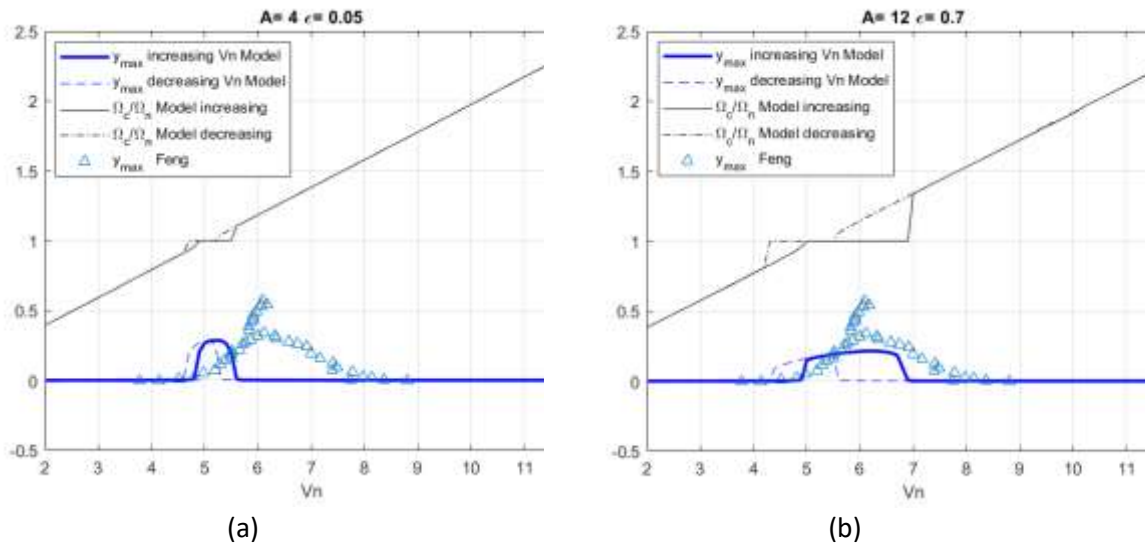 A= 4 ϵ= 0.05
2.5
2
1.5
1
0.5
0
-0.5
y_max increasing Vn Model
y_max decreasing Vn Model
Ω_c/Ω_n Model increasing
Ω_c/Ω_n Model decreasing
y_max Feng
2 3 4 5 6 7 8 9 10 11
Vn
(a)
A= 12 ϵ= 0.7
2.5
2
1.5
1
0.5
0
-0.5
y_max increasing Vn Model
y_max decreasing Vn Model
Ω_c/Ω_n Model increasing
Ω_c/Ω_n Model decreasing
y_max Feng
2 3 4 5 6 7 8 9 10 11
Vn
(b)